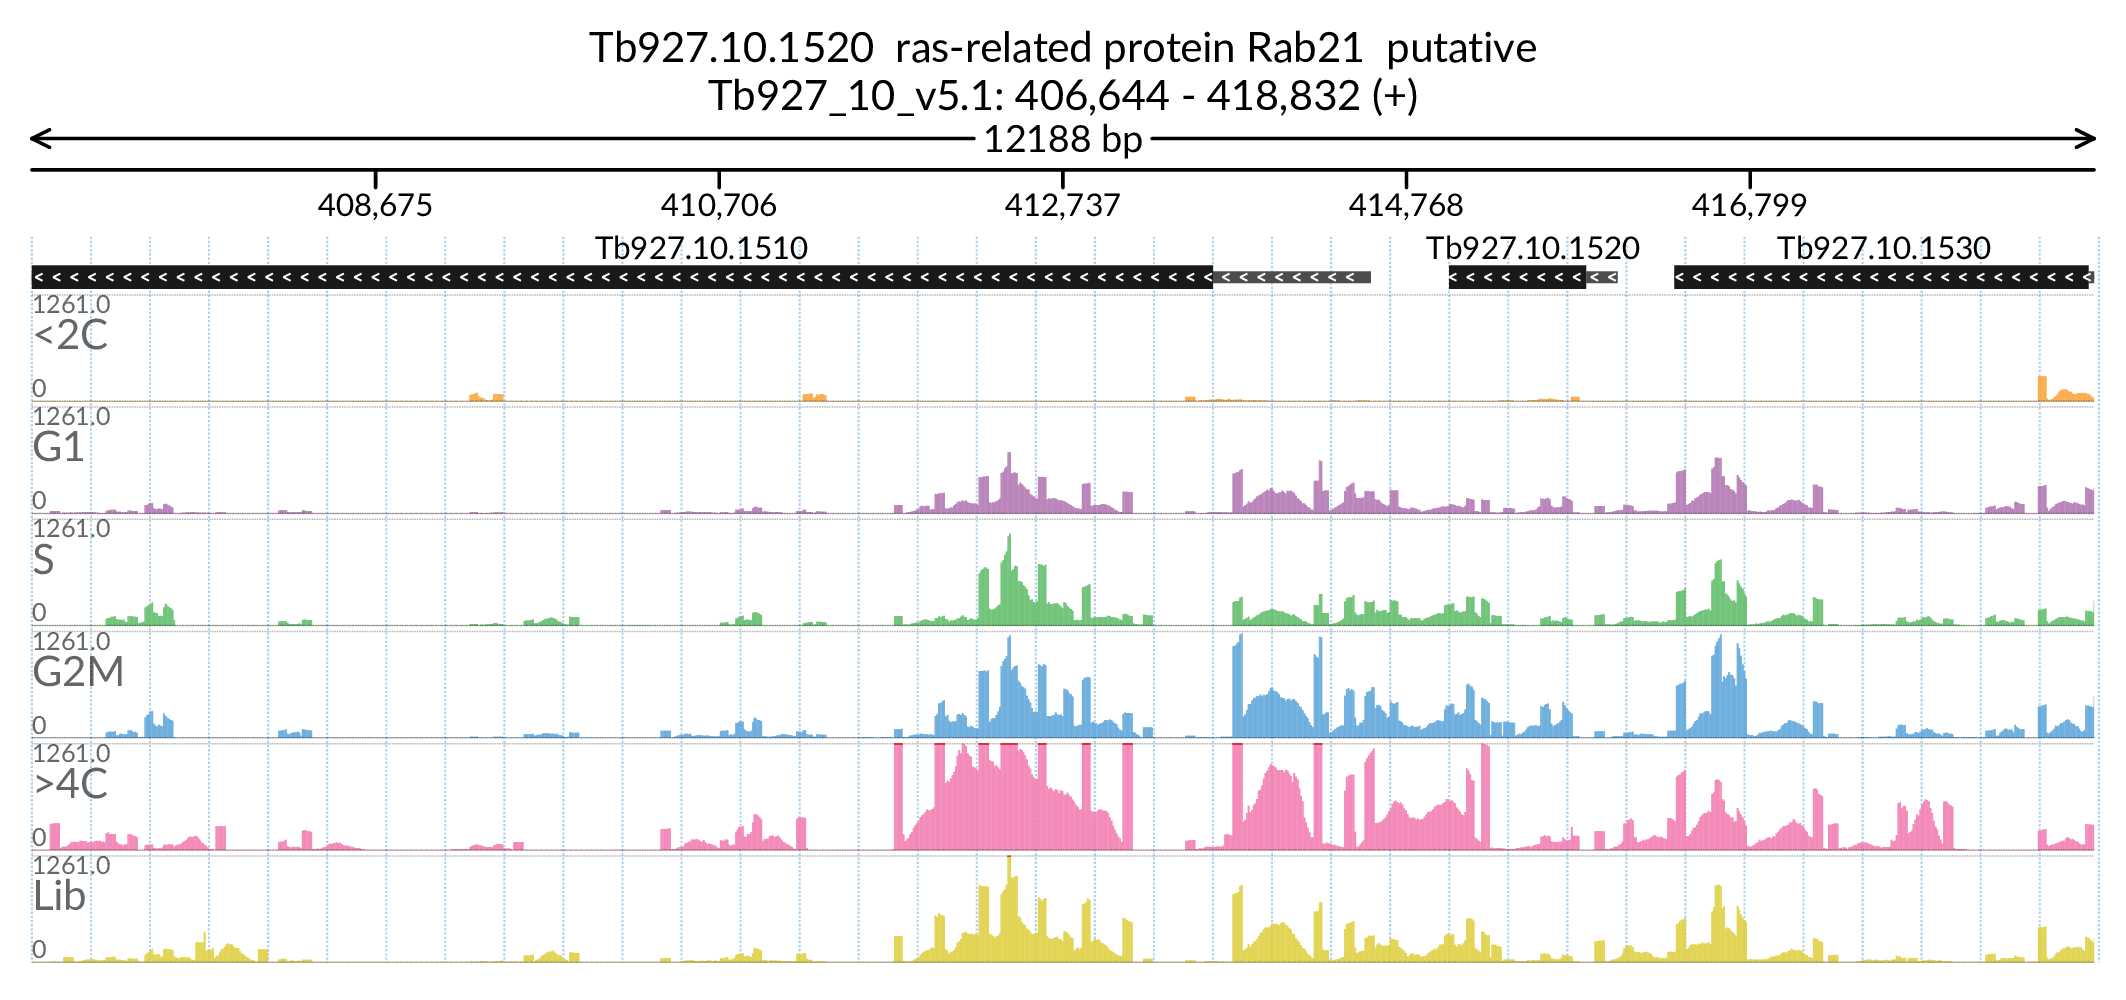 Tb927.10.1520 ras-related protein Rab21 putative
Tb927_10_v5.1: 406,644 - 418,832 (+)
12188 bp
408,675 410,706 412,737 414,768 416,799
Tb927.10.1510 Tb927.10.1520 Tb927.10.1530
1261.0
<2C
0
1261.0
G1
0
1261.0
S
0
1261.0
G2M
0
1261.0
>4C
0
1261.0
Lib
0